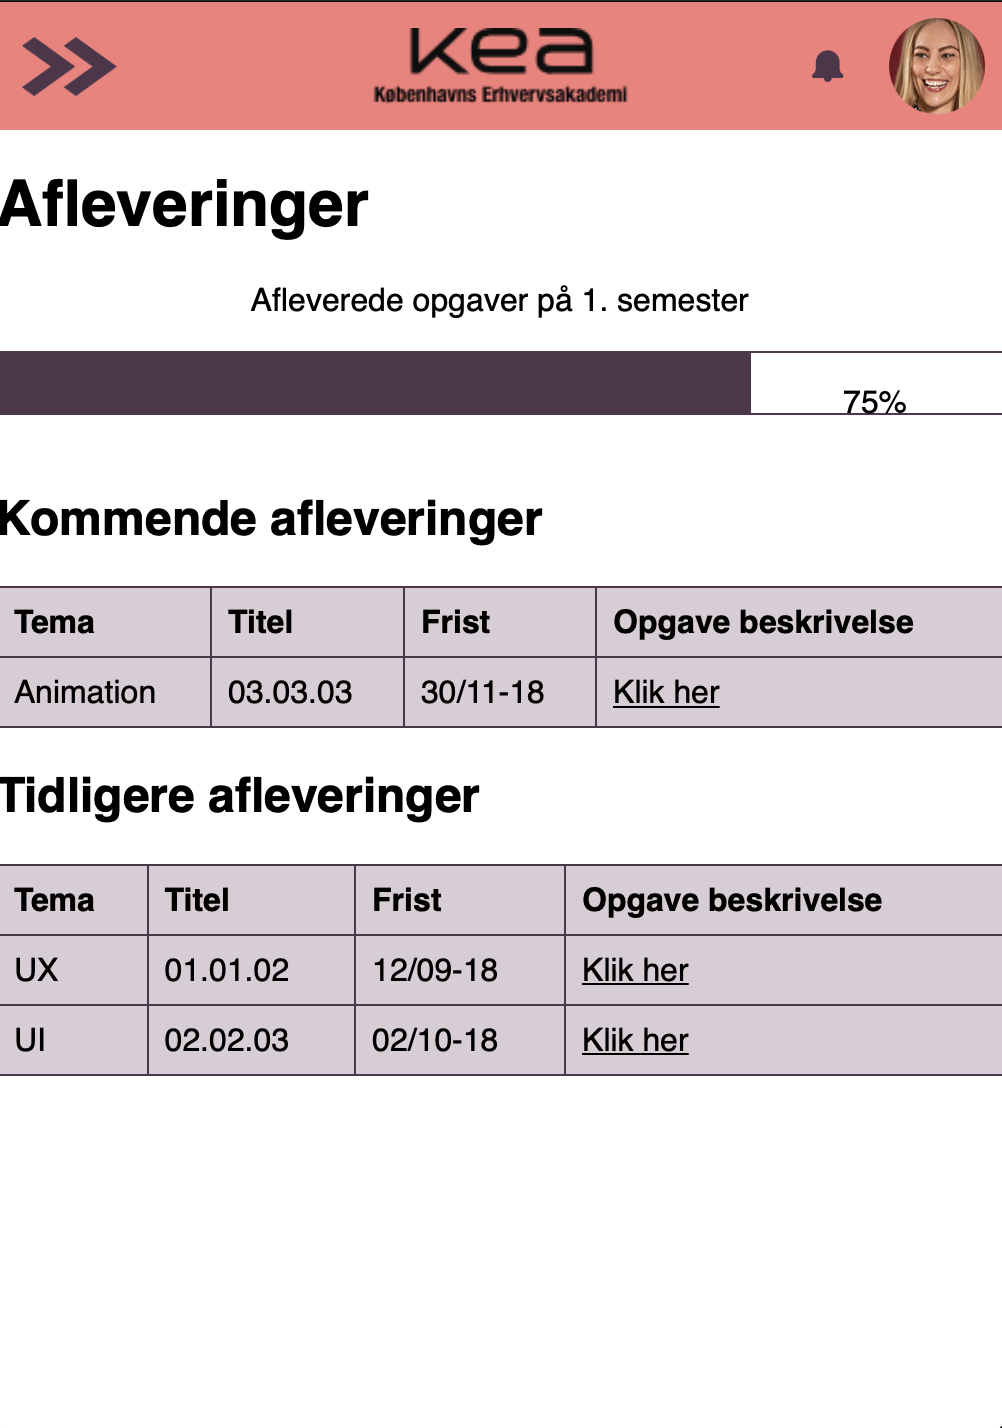 kea
Københavns Erhvervsakademi
Afleveringer
Afleverede opgaver på 1. semester
75%
Kommende afleveringer
Tema Titel Frist Opgave beskrivelse
Animation 03.03.03 30/11-18 Klik her
Tidligere afleveringer
Tema Titel Frist Opgave beskrivelse
UX 01.01.02 12/09-18 Klik her
UI 02.02.03 02/10-18 Klik her